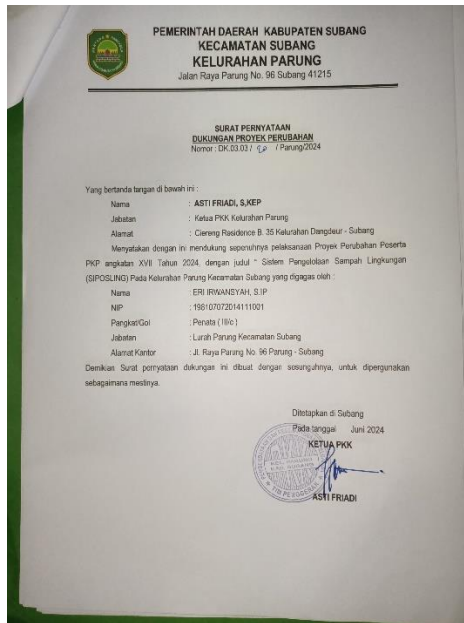 PEMERINTAH DAERAH KABUPATEN SUBANG
KECAMATAN SUBANG
KELURAHAN PARUNG
Jalan Raya Parung No. 96 Subang 41215
SURAT PERNYATAAN
DUKUNGAN PROYEK PERUBAHAN
Nomor : DK.03.03 / 20 / Parung/2024
Yang bertanda tangan di bawah ini :
Nama : ASTI FRIADI, S,KEP
Jabatan : Ketua PKK Kelurahan Parung
Alamat : Ciereng Residence B. 35 Kelurahan Dangdeur - Subang
Menyatakan dengan ini mendukung sepenuhnya pelaksanaan Proyek Perubahan Peserta
PKP angkatan XVII Tahun 2024, dengan judul " Sistem Pengelolaan Sampah Lingkungan
(SIPOSLING) Pada Kelurahan Parung Kecamatan Subang yang digagas oleh :
Nama : ERI IRWANSYAH, S.IP
NIP : 198107072014111001
Pangkat/Gol : Penata ( III/c )
Jabatan : Lurah Parung Kecamatan Subang
Alamat Kantor : Jl. Raya Parung No. 96 Parung - Subang
Demikian Surat pernyataan dukungan ini dibuat dengan sesungguhnya, untuk dipergunakan
sebagaimana mestinya.
Ditetapkan di Subang
Pada tanggal Juni 2024
KETUA PKK
ASTI FRIADI